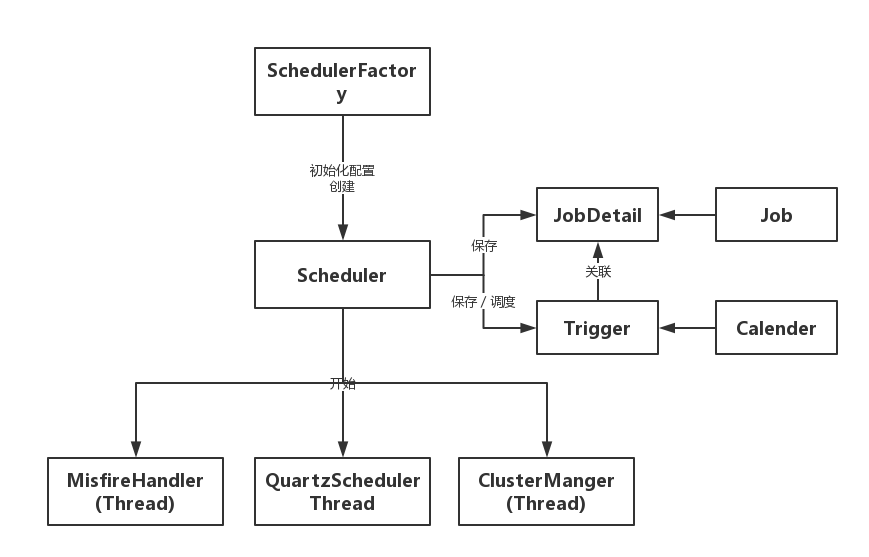 SchedulerFactor
y
初始化配置
创建
JobDetail
Job
保存
关联
Scheduler
保存 / 调度
Trigger
Calender
开始
MisfireHandler
(Thread)
QuartzScheduler
Thread
ClusterManger
(Thread)